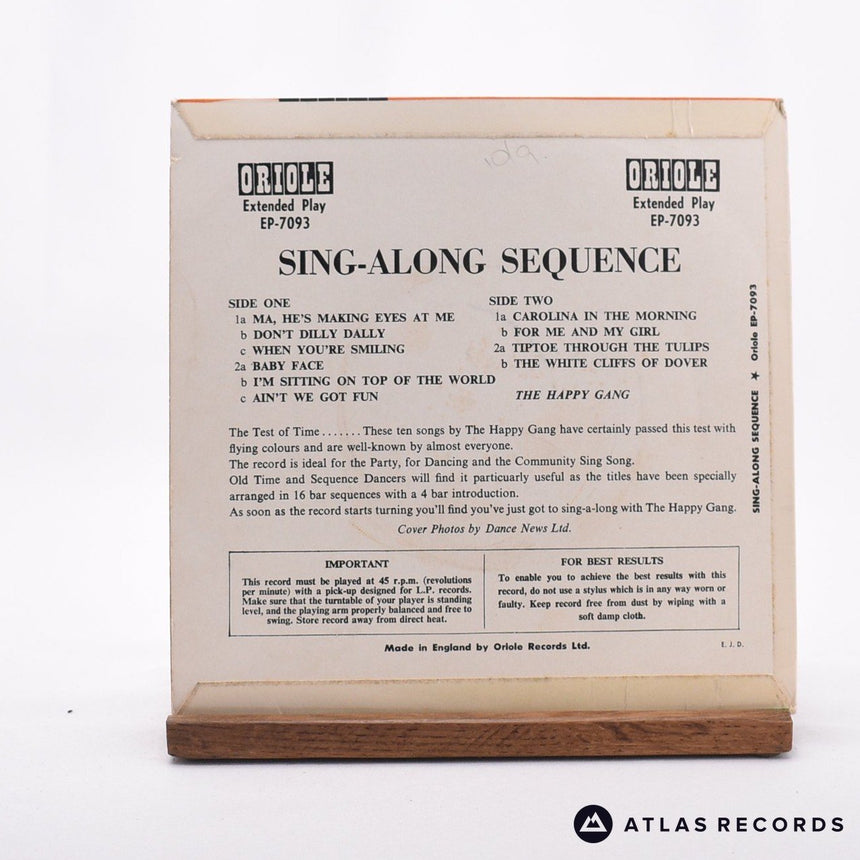 ORIOLE
Extended Play
EP-7093
ORIOLE
Extended Play
EP-7093
SING-ALONG SEQUENCE
SIDE ONE
1a MA, HE'S MAKING EYES AT ME
b DON'T DILLY DALLY
c WHEN YOU'RE SMILING
2a BABY FACE
b I'M SITTING ON TOP OF THE WORLD
c AIN'T WE GOT FUN
SIDE TWO
1a CAROLINA IN THE MORNING
b FOR ME AND MY GIRL
2a TIPTOE THROUGH THE TULIPS
b THE WHITE CLIFFS OF DOVER
THE HAPPY GANG
The Test of Time.......These ten songs by The Happy Gang have certainly passed this test with
flying colours and are well-known by almost everyone.
The record is ideal for the Party, for Dancing and the Community Sing Song.
Old Time and Sequence Dancers will find it particuarly useful as the titles have been specially
arranged in 16 bar sequences with a 4 bar introduction.
As soon as the record starts turning you'll find you've just got to sing-a-long with The Happy Gang.
Cover Photos by Dance News Ltd.
IMPORTANT
This record must be played at 45 r.p.m. (revolutions
per minute) with a pick-up designed for L.P. records.
Make sure that the turntable of your player is standing
level, and the playing arm properly balanced and free to
swing. Store record away from direct heat.
FOR BEST RESULTS
To enable you to achieve the best results with this
record, do not use a stylus which is in any way worn or
faulty. Keep record free from dust by wiping with a
soft damp cloth.
Made in England by Oriole Records Ltd.
E. J. D.
SING-ALONG SEQUENCE ★ Oriole EP-7093
ATLAS RECORDS